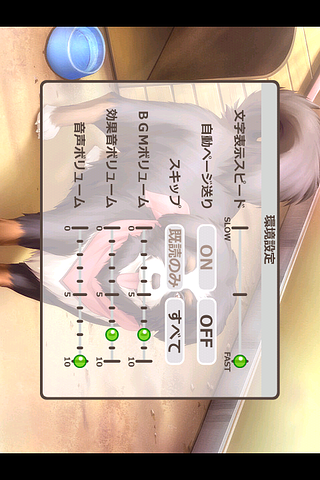 環境設定
文字表示スピード
SLOW FAST
自動ページ送り ON OFF
スキップ 既読のみ すべて
BGMボリューム 0 5 10
効果音ボリューム 0 5 10
音声ボリューム 0 5 10